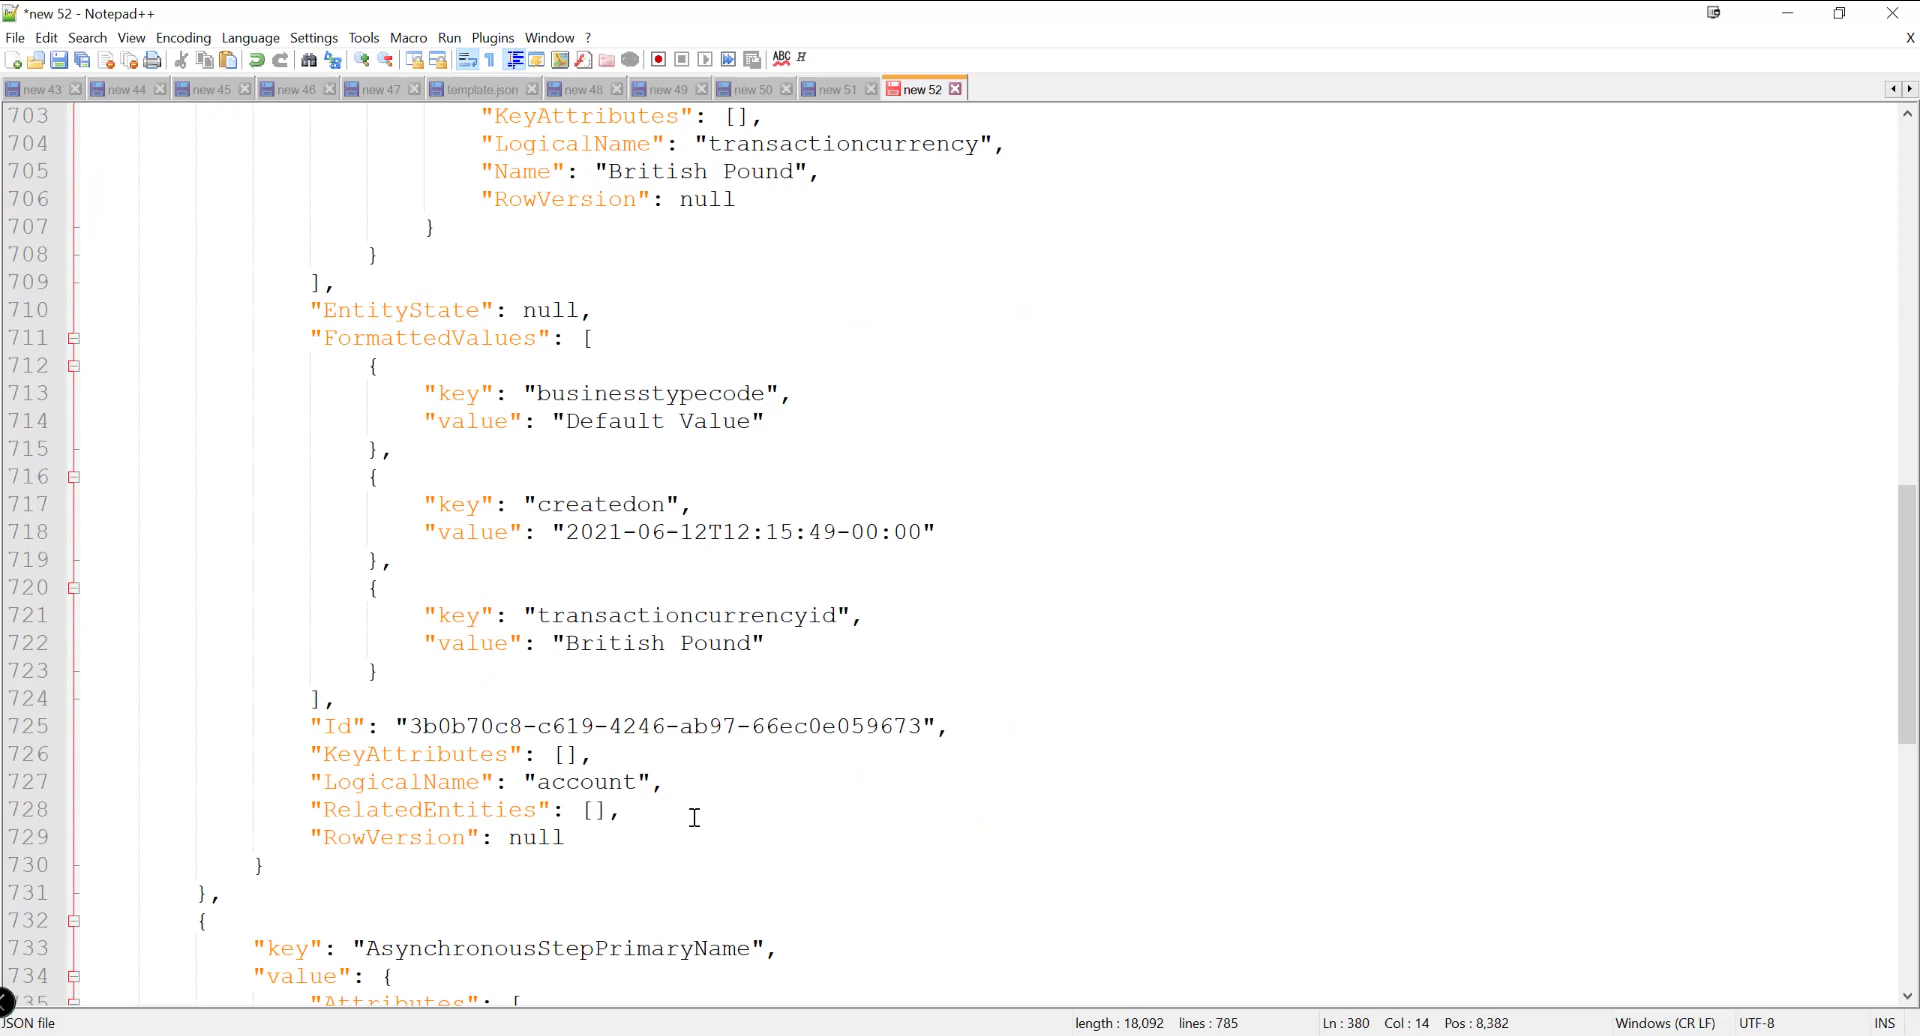 *new 52 - Notepad++
File Edit Search View Encoding Language Settings Tools Macro Run Plugins Window ? X
ABC H
new 43 new 44 new 45 new 46 new 47 template.json new 48 new 49 new 50 new 51 new 52
703 "KeyAttributes": [],
704 "LogicalName": "transactioncurrency",
705 "Name": "British Pound",
706 "RowVersion": null
707 }
708 }
709 ],
710 "EntityState": null,
711 "FormattedValues": [
712 {
713 "key": "businesstypecode",
714 "value": "Default Value"
715 },
716 {
717 "key": "createdon",
718 "value": "2021-06-12T12:15:49-00:00"
719 },
720 {
721 "key": "transactioncurrencyid",
722 "value": "British Pound"
723 }
724 ],
725 "Id": "3b0b70c8-c619-4246-ab97-66ec0e059673",
726 "KeyAttributes": [],
727 "LogicalName": "account",
728 "RelatedEntities": [],
729 "RowVersion": null
730 }
731 },
732 {
733 "key": "AsynchronousStepPrimaryName",
734 "value": {
35 "Attributes": [
JSON file length : 18,092 lines : 785 Ln : 380 Col : 14 Pos : 8,382 Windows (CR LF) UTF-8 INS